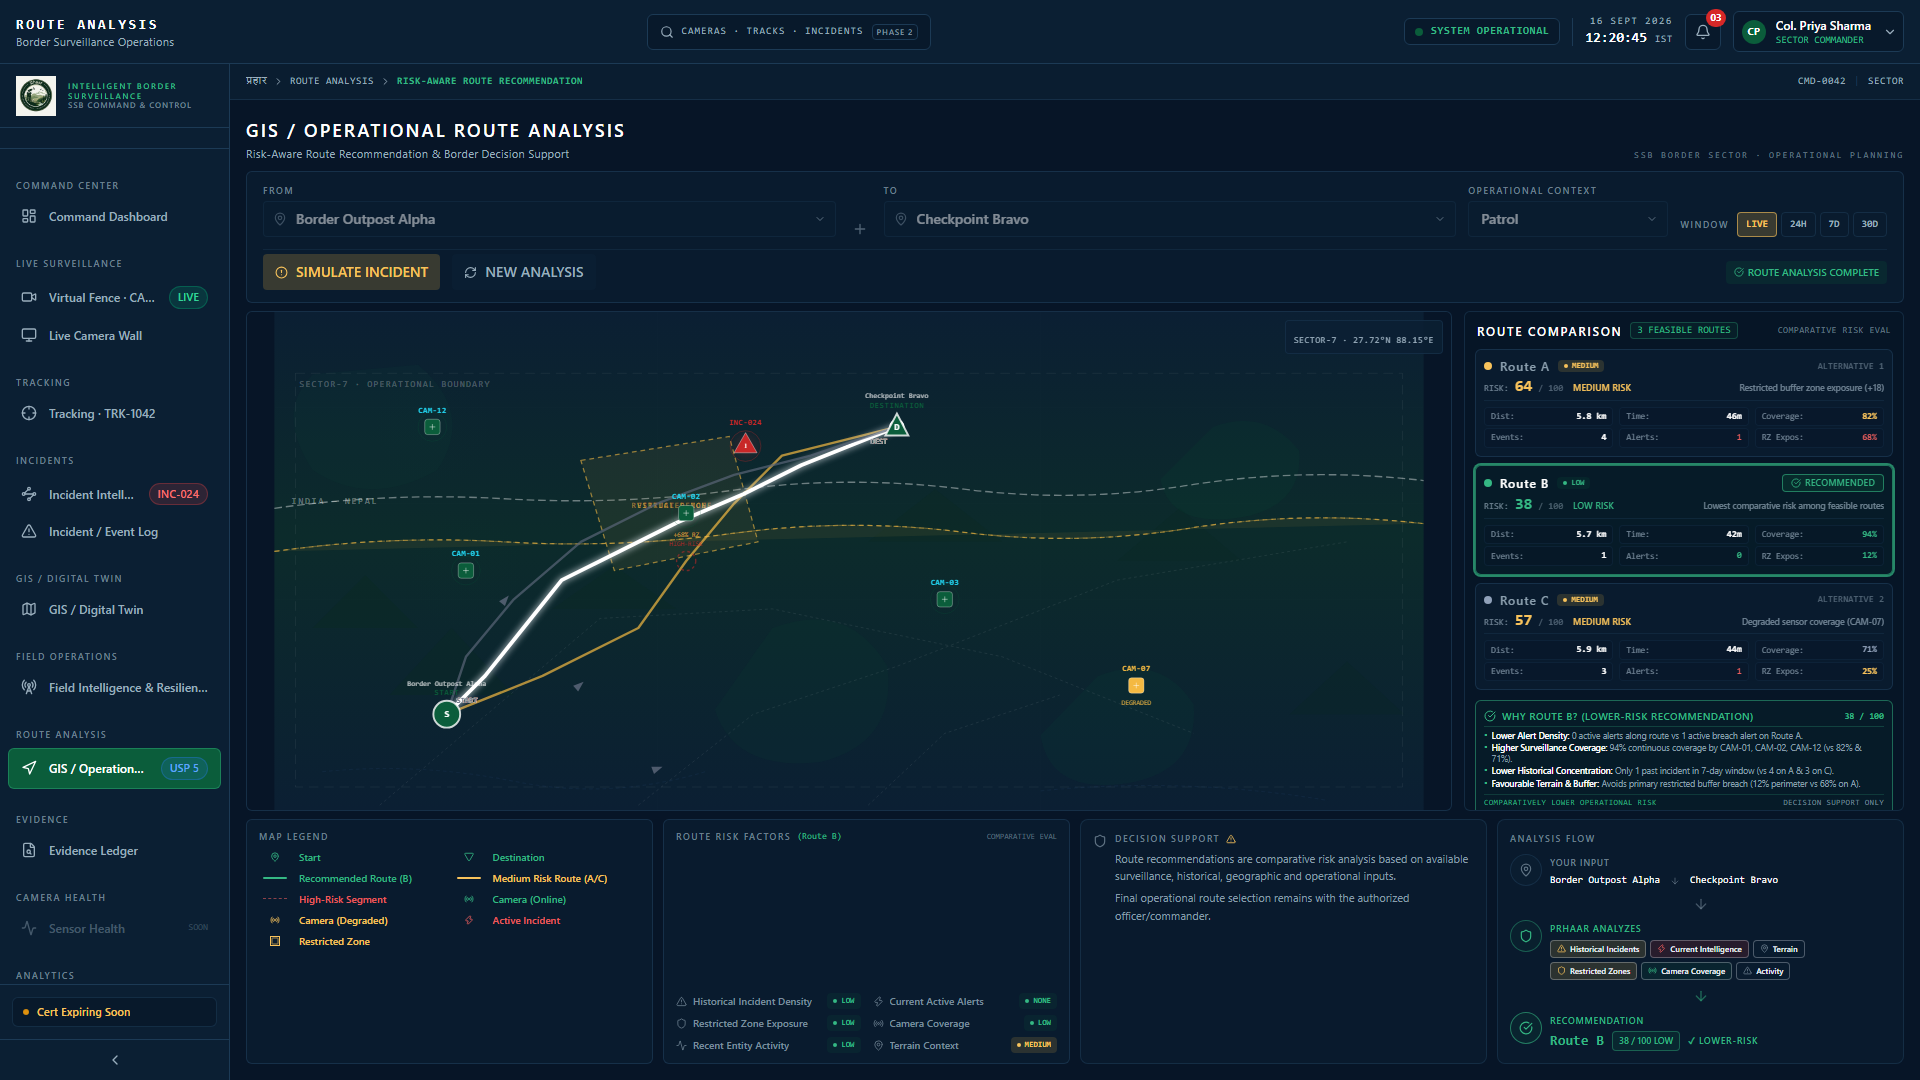 ROUTE ANALYSIS
Border Surveillance Operations
CAMERAS · TRACKS · INCIDENTS PHASE 2
SYSTEM OPERATIONAL
16 SEPT 2026
12:20:45 IST
03
CP
Col. Priya Sharma
SECTOR COMMANDER
INTELLIGENT BORDER
SURVEILLANCE
SSB COMMAND & CONTROL
प्रहार > ROUTE ANALYSIS > RISK-AWARE ROUTE RECOMMENDATION
CMD-0042 SECTOR
COMMAND CENTER
Command Dashboard
LIVE SURVEILLANCE
Virtual Fence · CA... LIVE
Live Camera Wall
TRACKING
Tracking · TRK-1042
INCIDENTS
Incident Intell... INC-024
Incident / Event Log
GIS / DIGITAL TWIN
GIS / Digital Twin
FIELD OPERATIONS
Field Intelligence & Resilien...
ROUTE ANALYSIS
GIS / Operation... USP 5
EVIDENCE
Evidence Ledger
CAMERA HEALTH
Sensor Health SOON
ANALYTICS
Cert Expiring Soon
GIS / OPERATIONAL ROUTE ANALYSIS
Risk-Aware Route Recommendation & Border Decision Support
SSB BORDER SECTOR · OPERATIONAL PLANNING
FROM
Border Outpost Alpha
TO
Checkpoint Bravo
OPERATIONAL CONTEXT
Patrol
WINDOW LIVE 24H 7D 30D
SIMULATE INCIDENT
NEW ANALYSIS
ROUTE ANALYSIS COMPLETE
SECTOR-7 · 27.72°N 88.15°E
SECTOR-7 · OPERATIONAL BOUNDARY
Checkpoint Bravo
DESTINATION
D
DEST
CAM-12
INC-024
INDIA NEPAL
CAM-02
+68% RZ
CAM-01
CAM-03
CAM-07
DEGRADED
Border Outpost Alpha
START
START
S
ROUTE COMPARISON 3 FEASIBLE ROUTES COMPARATIVE RISK EVAL
Route A MEDIUM ALTERNATIVE 1
RISK: 64 / 100 MEDIUM RISK Restricted buffer zone exposure (+18)
Dist: 5.8 km Time: 46m Coverage: 82%
Events: 4 Alerts: 1 RZ Expos: 68%
Route B LOW RECOMMENDED
RISK: 38 / 100 LOW RISK Lowest comparative risk among feasible routes
Dist: 5.7 km Time: 42m Coverage: 94%
Events: 1 Alerts: 0 RZ Expos: 12%
Route C MEDIUM ALTERNATIVE 2
RISK: 57 / 100 MEDIUM RISK Degraded sensor coverage (CAM-07)
Dist: 5.9 km Time: 44m Coverage: 71%
Events: 3 Alerts: 1 RZ Expos: 25%
WHY ROUTE B? (LOWER-RISK RECOMMENDATION) 38 / 100
• Lower Alert Density: 0 active alerts along route vs 1 active breach alert on Route A.
• Higher Surveillance Coverage: 94% continuous coverage by CAM-01, CAM-02, CAM-12 (vs 82% &
71%).
• Lower Historical Concentration: Only 1 past incident in 7-day window (vs 4 on A & 3 on C).
• Favourable Terrain & Buffer: Avoids primary restricted buffer breach (12% perimeter vs 68% on A).
COMPARATIVELY LOWER OPERATIONAL RISK DECISION SUPPORT ONLY
MAP LEGEND
Start
Destination
Recommended Route (B)
Medium Risk Route (A/C)
High-Risk Segment
Camera (Online)
Camera (Degraded)
Active Incident
Restricted Zone
ROUTE RISK FACTORS (Route B) COMPARATIVE EVAL
Historical Incident Density LOW
Current Active Alerts NONE
Restricted Zone Exposure LOW
Camera Coverage LOW
Recent Entity Activity LOW
Terrain Context MEDIUM
DECISION SUPPORT
Route recommendations are comparative risk analysis based on available
surveillance, historical, geographic and operational inputs.
Final operational route selection remains with the authorized
officer/commander.
ANALYSIS FLOW
YOUR INPUT
Border Outpost Alpha ↓ Checkpoint Bravo
PRHAAR ANALYZES
Historical Incidents Current Intelligence Terrain
Restricted Zones Camera Coverage Activity
RECOMMENDATION
Route B 38 / 100 LOW ✓ LOWER-RISK